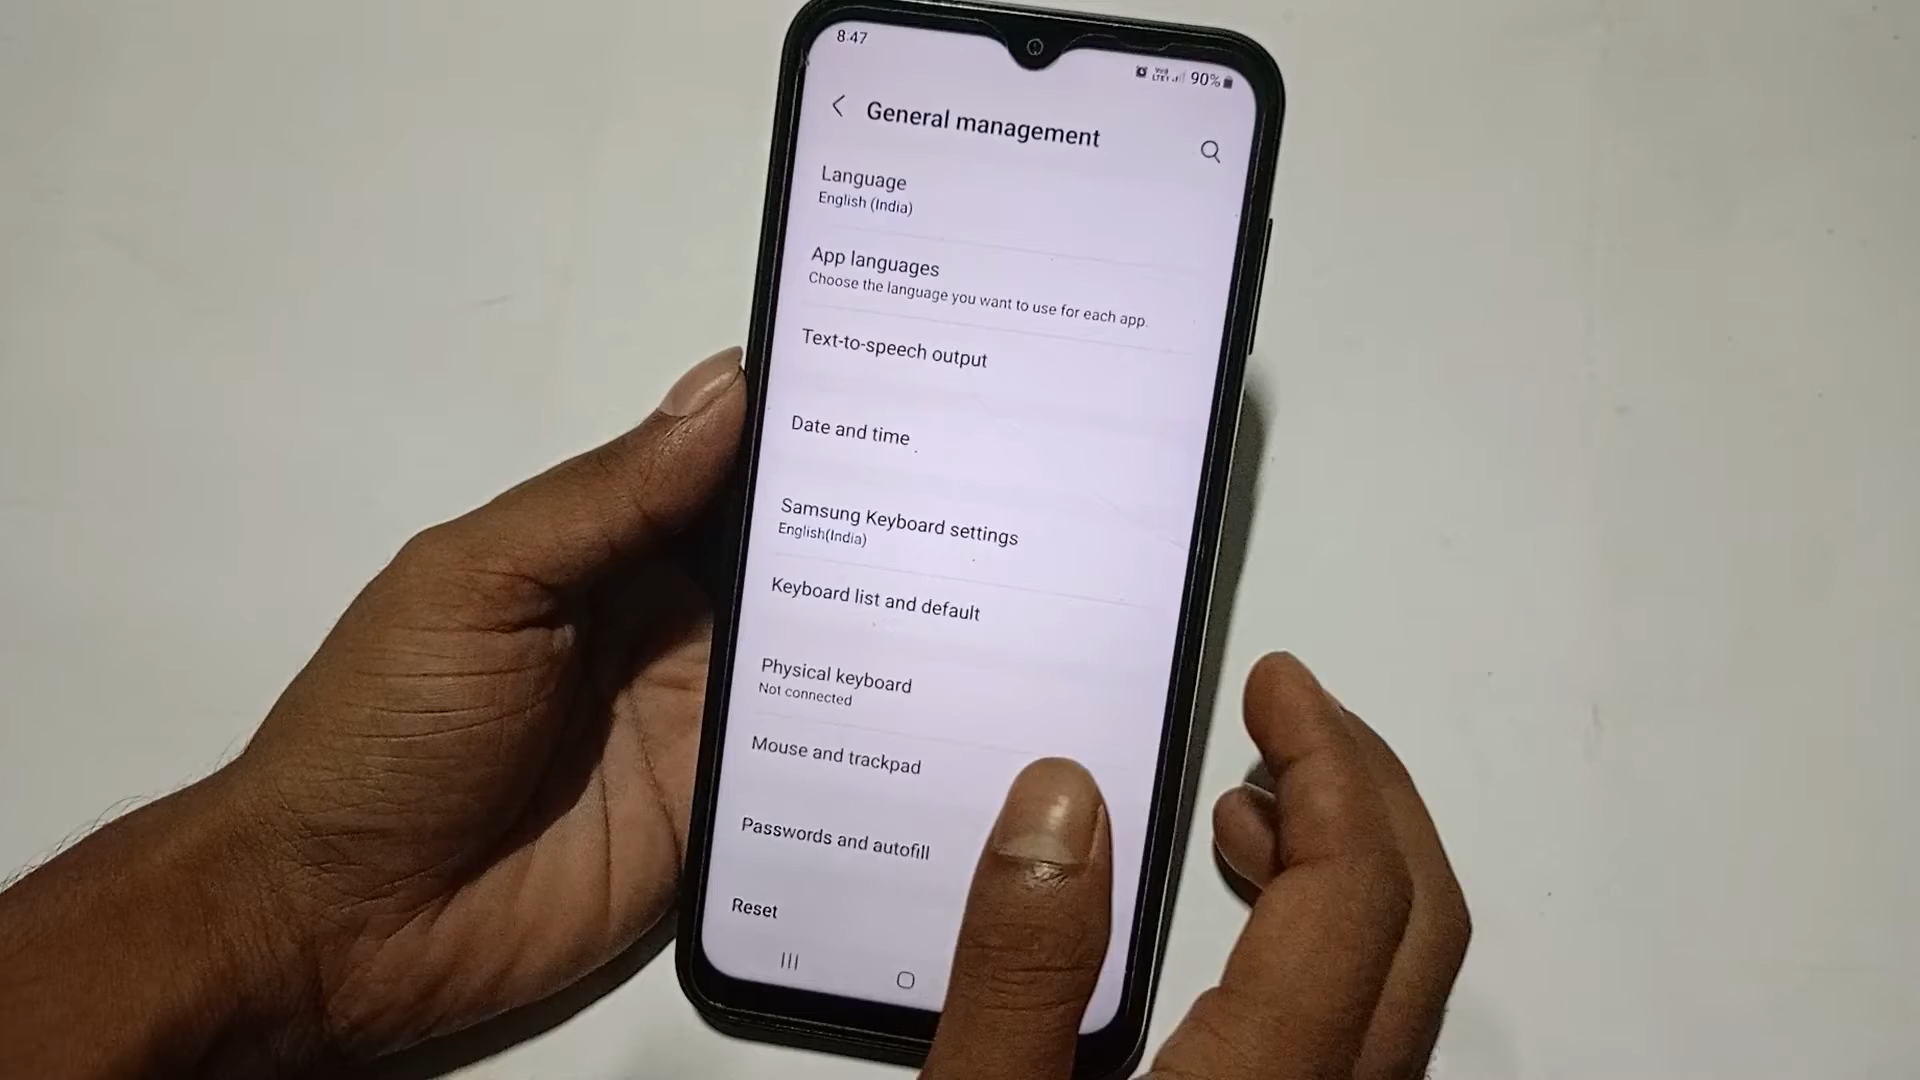 8:47
90%
General management
Language
English (India)
App languages
Choose the language you want to use for each app.
Text-to-speech output
Date and time
Samsung Keyboard settings
English(India)
Keyboard list and default
Physical keyboard
Not connected
Mouse and trackpad
Passwords and autofill
Reset